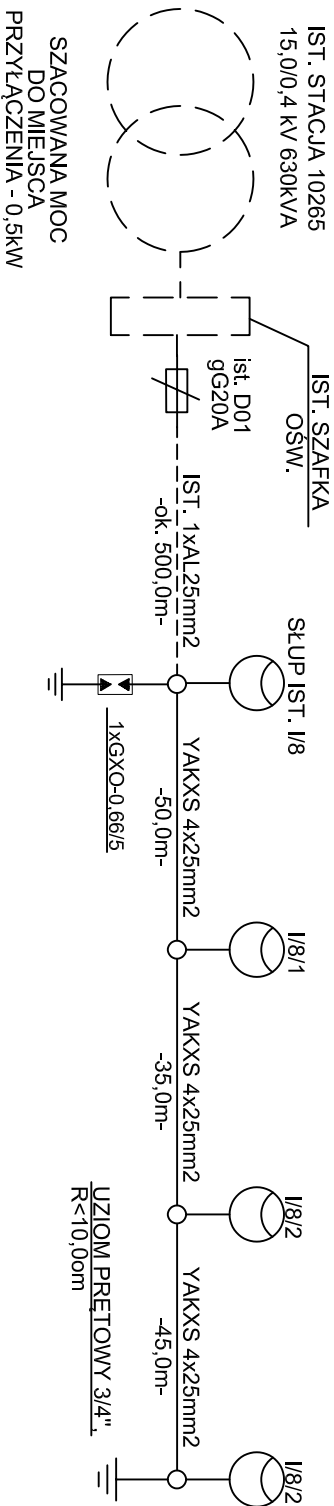 IST. STACJA 10265
15,0/0,4 kV 630kVA
SZACOWANA MOC
DO MIEJSCA
PRZYŁĄCZENIA - 0,5kW
IST. SZAFKA
OŚW.
ist. D01
gG20A
IST. 1xAL25mm2
-ok. 500,0m-
SŁUP IST. I/8
1xGXO-0,66/5
YAKXS 4x25mm2
-50,0m-
I/8/1
YAKXS 4x25mm2
-35,0m-
I/8/2
YAKXS 4x25mm2
-45,0m-
I/8/2
UZIOM PRĘTOWY 3/4",
R<10,0om